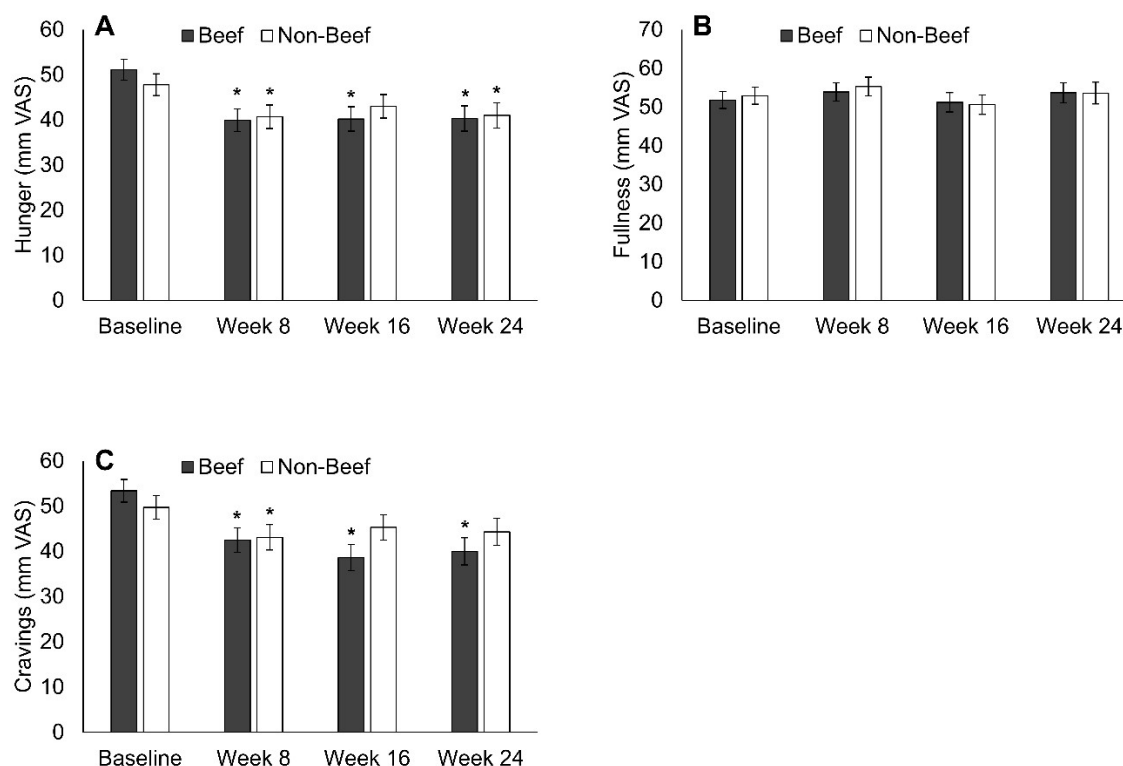 A
Beef Non-Beef
Hunger (mm VAS)
60
50
40
30
20
10
0
* * * * *
Baseline Week 8 Week 16 Week 24
B
Beef Non-Beef
Fullness (mm VAS)
70
60
50
40
30
20
10
0
Baseline Week 8 Week 16 Week 24
C
Beef Non-Beef
Cravings (mm VAS)
60
50
40
30
20
10
0
* * * *
Baseline Week 8 Week 16 Week 24